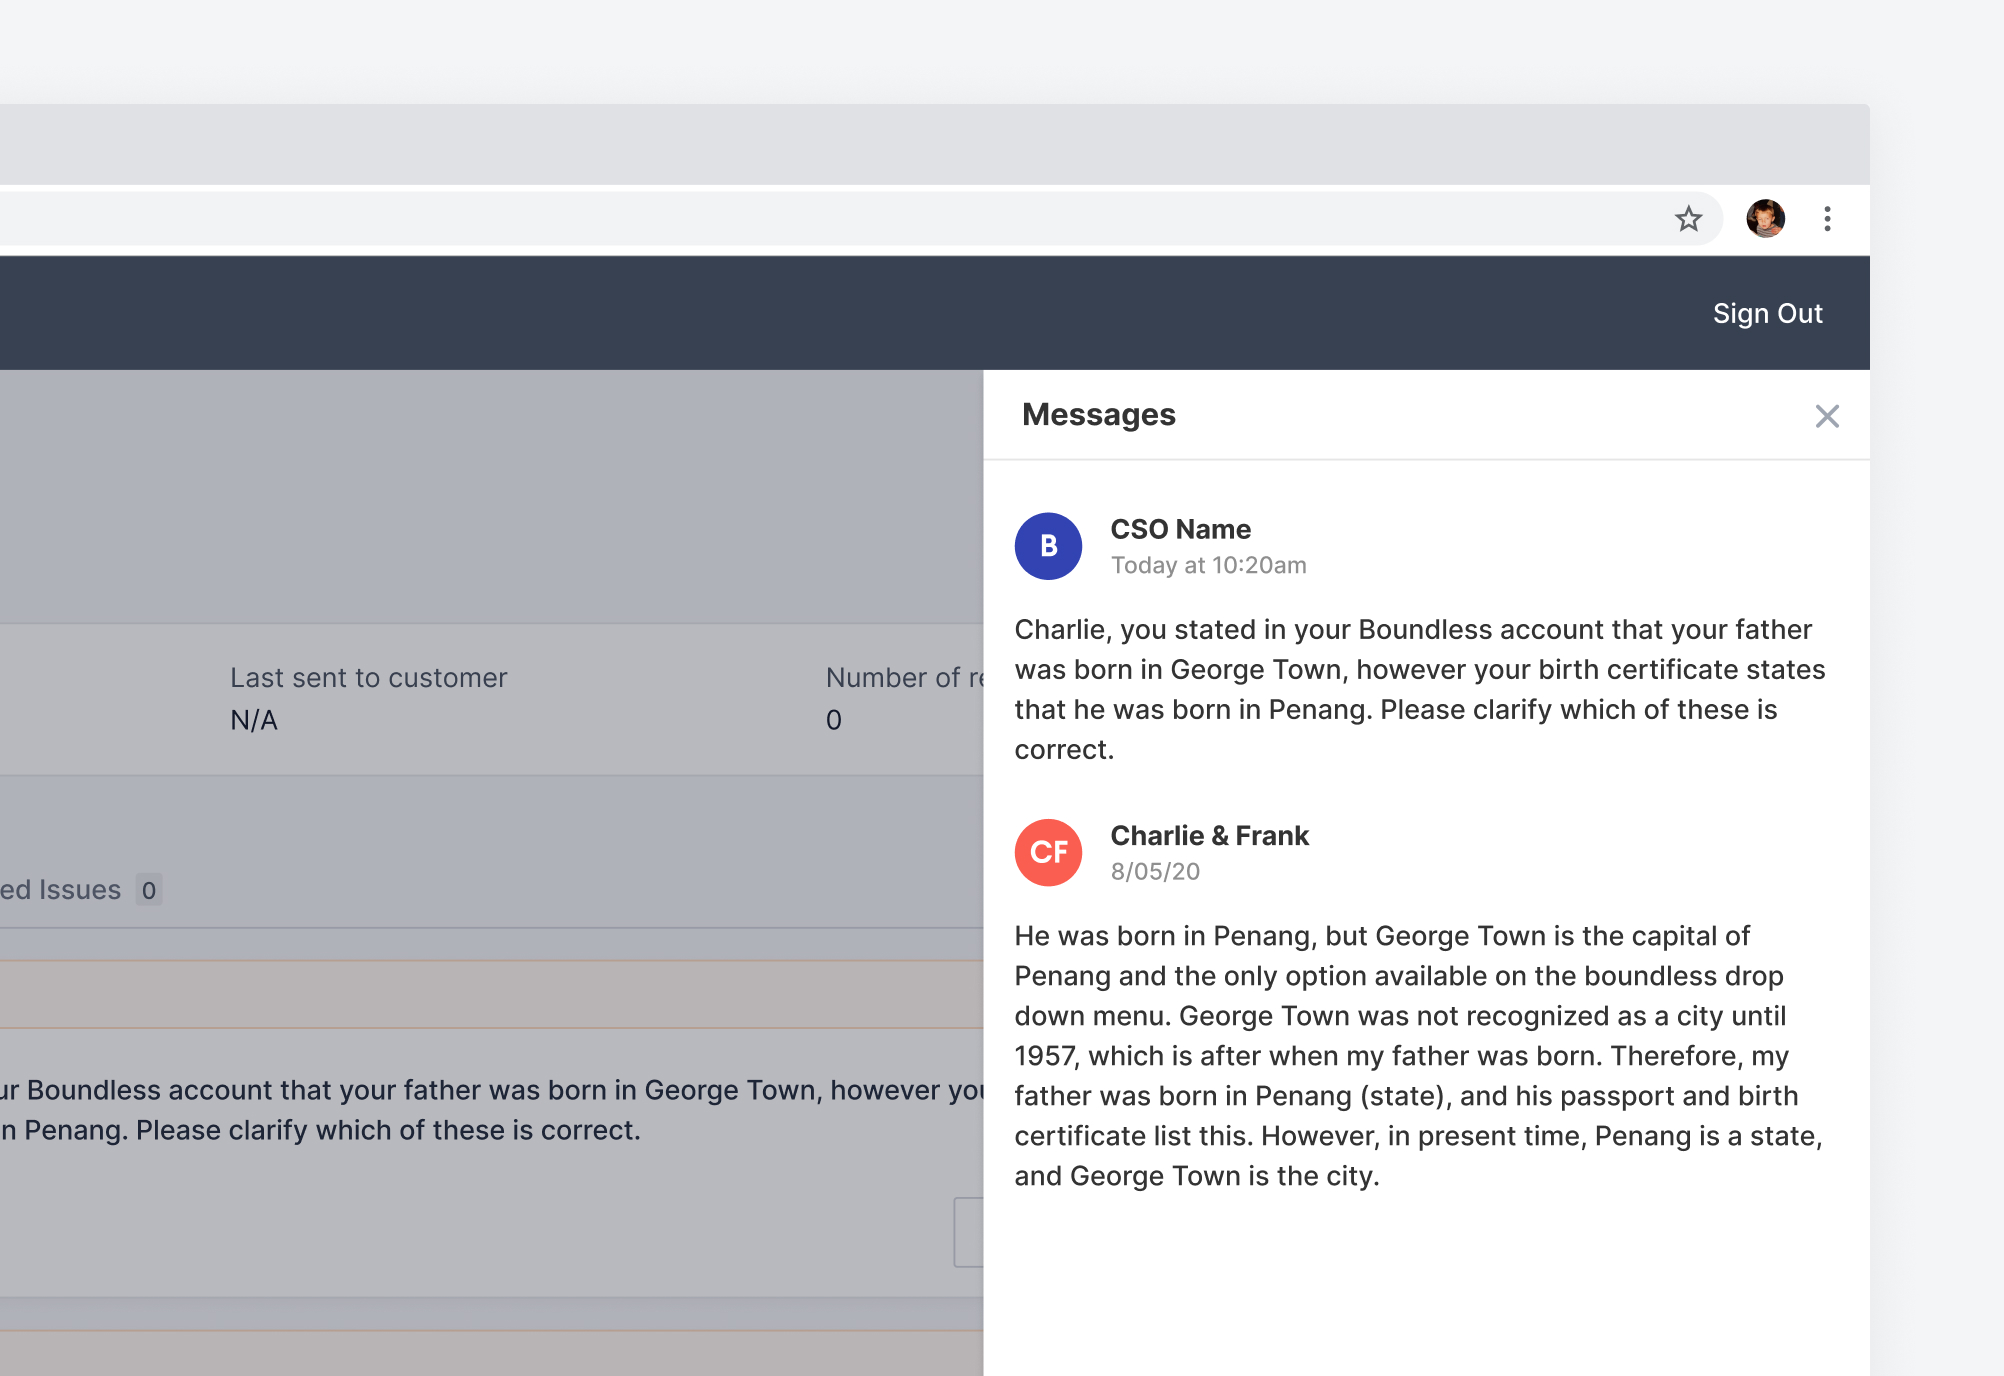 Sign Out
Last sent to customer
N/A
Number of
0
ed Issues 0
ur Boundless account that your father was born in George Town, however you
n Penang. Please clarify which of these is correct.
Messages
B
CSO Name
Today at 10:20am
Charlie, you stated in your Boundless account that your father
was born in George Town, however your birth certificate states
that he was born in Penang. Please clarify which of these is
correct.
CF
Charlie & Frank
8/05/20
He was born in Penang, but George Town is the capital of
Penang and the only option available on the boundless drop
down menu. George Town was not recognized as a city until
1957, which is after when my father was born. Therefore, my
father was born in Penang (state), and his passport and birth
certificate list this. However, in present time, Penang is a state,
and George Town is the city.